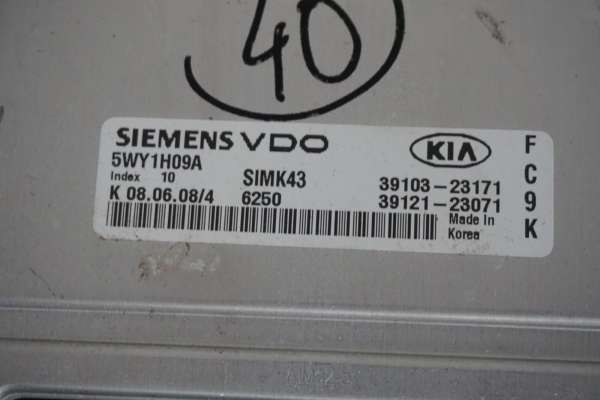 40
SIEMENS VDO KIA
5WY1H09A
Index 10 SIMK43 39103-23171
K 08.06.08/4 6250 39121-23071
Made In
Korea
F
C
9
K